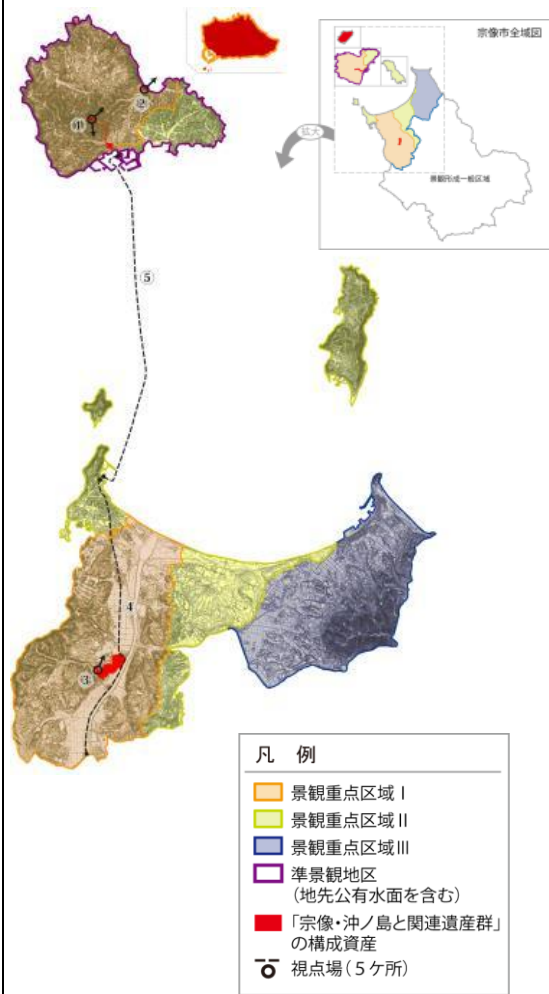 宗像市全域図
拡大
景観形成一般区域
①
②
⑤
4
③
凡 例
景観重点区域Ⅰ
景観重点区域Ⅱ
景観重点区域Ⅲ
準景観地区
(地先公有水面を含む)
「宗像・沖ノ島と関連遺産群」
の構成資産
視点場(5ケ所)